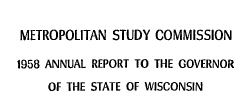 METROPOLITAN STUDY COMMISSION
1958 ANNUAL REPORT TO THE GOVERNOR
OF THE STATE OF WISCONSIN